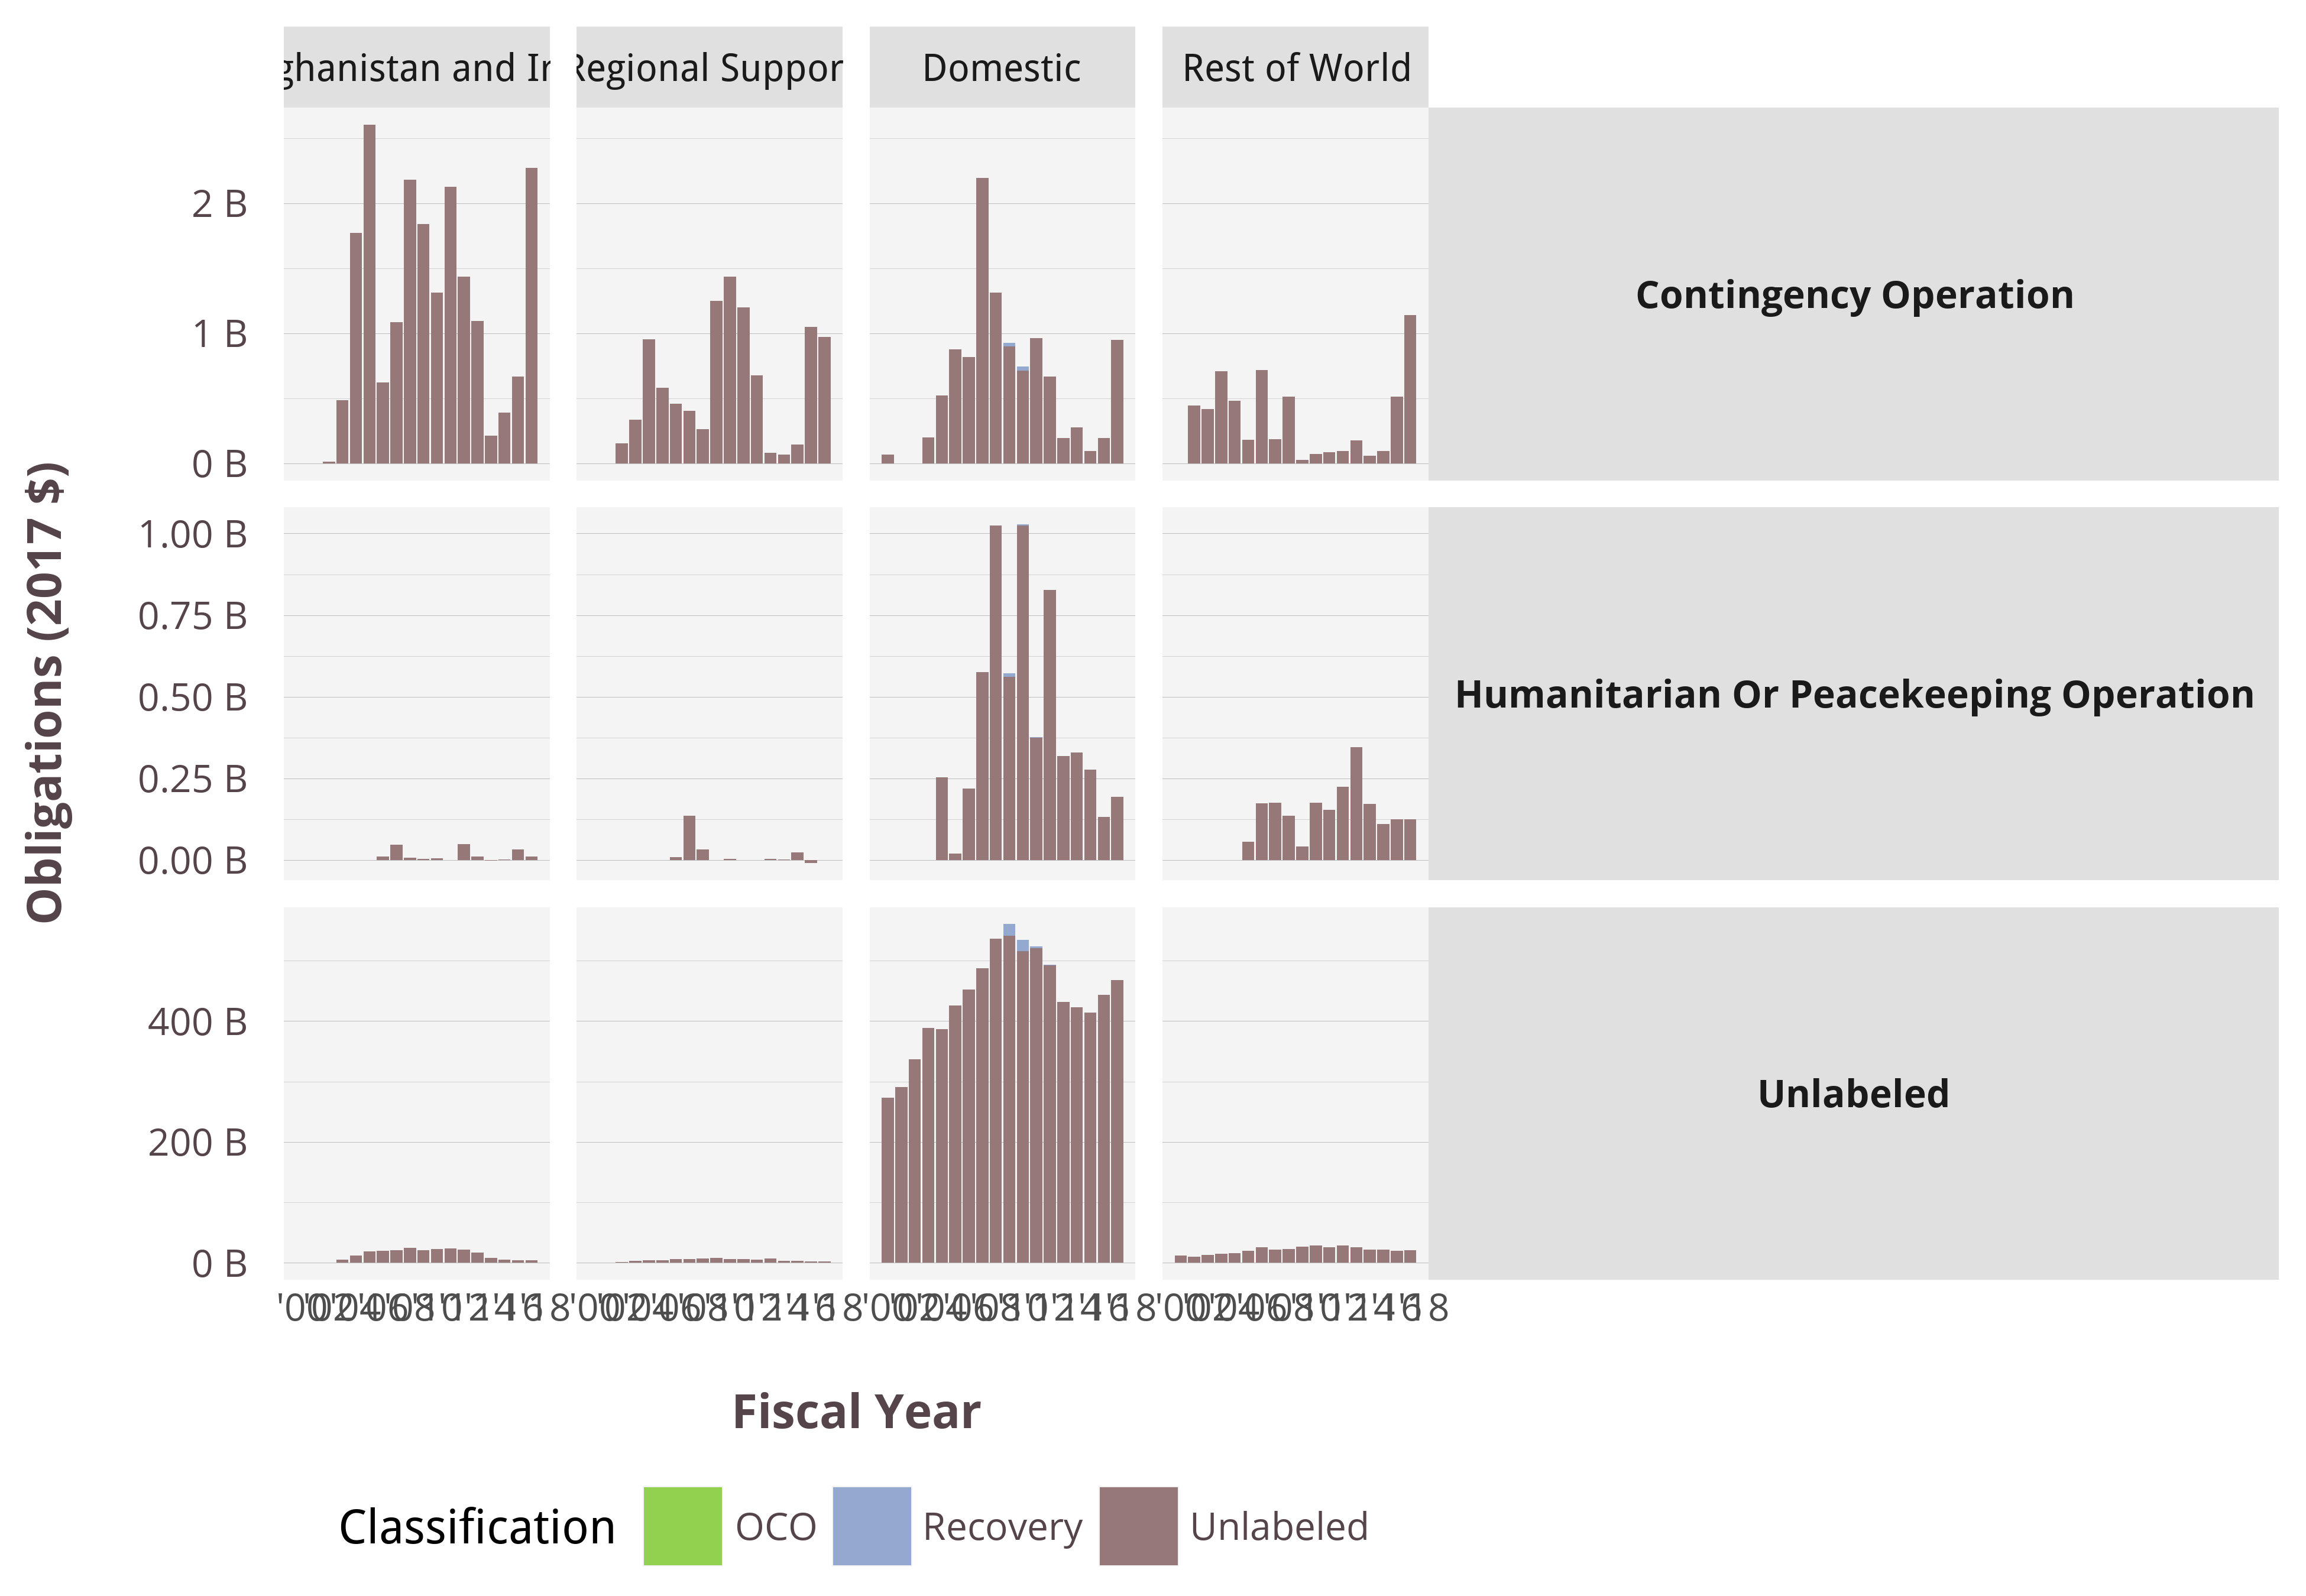 ghanistan and Ir
Regional Suppor
Domestic
Rest of World
2 B
1 B
0 B
Contingency Operation
1.00 B
0.75 B
0.50 B
0.25 B
0.00 B
Humanitarian Or Peacekeeping Operation
400 B
200 B
0 B
Unlabeled
Obligations (2017 $)
Fiscal Year
Classification OCO Recovery Unlabeled